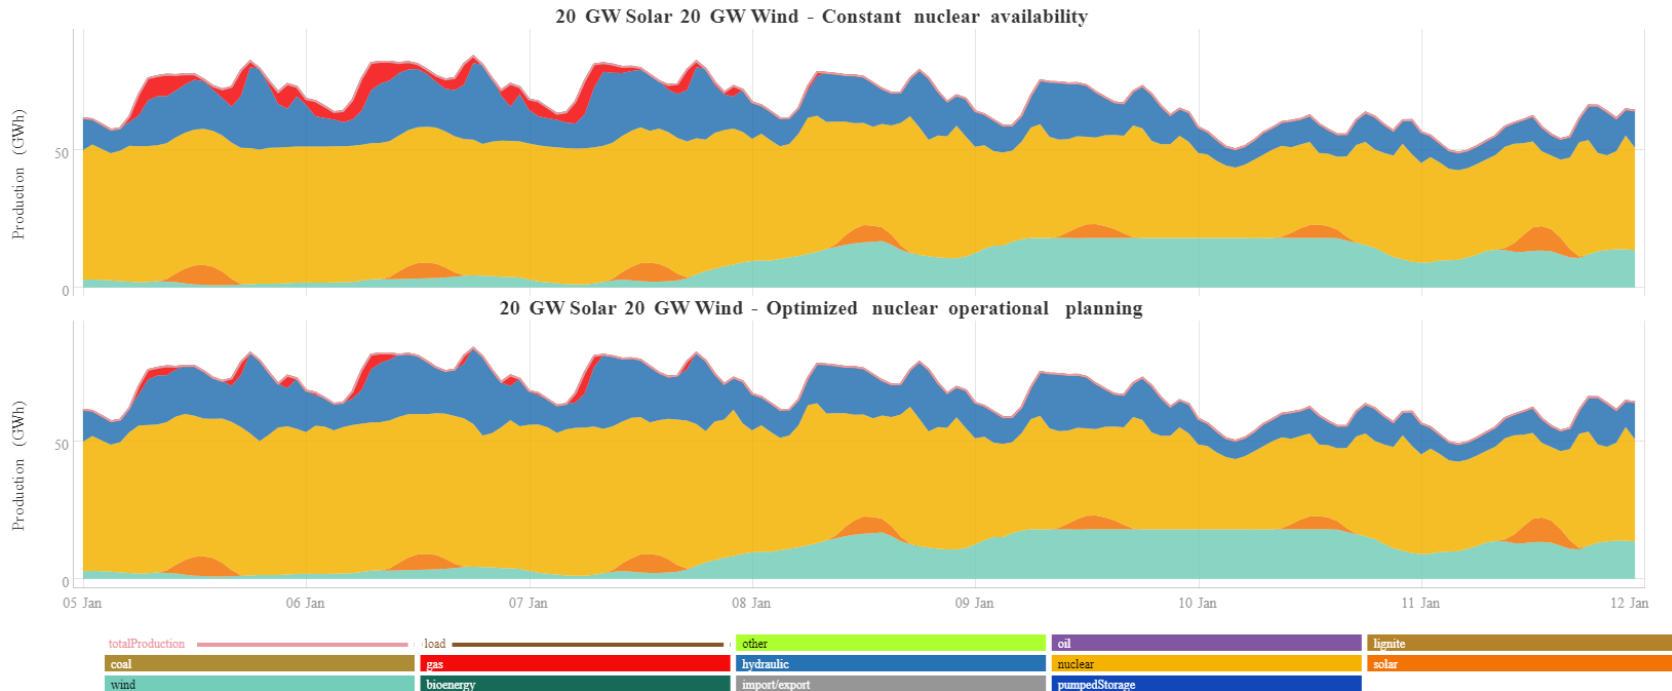 20 GW Solar 20 GW Wind - Constant nuclear availability
Production (GWh)
50
0
20 GW Solar 20 GW Wind - Optimized nuclear operational planning
Production (GWh)
50
0
05 Jan 06 Jan 07 Jan 08 Jan 09 Jan 10 Jan 11 Jan 12 Jan
totalProduction load other oil lignite
coal gas hydraulic nuclear solar
wind bioenergy import/export pumpedStorage